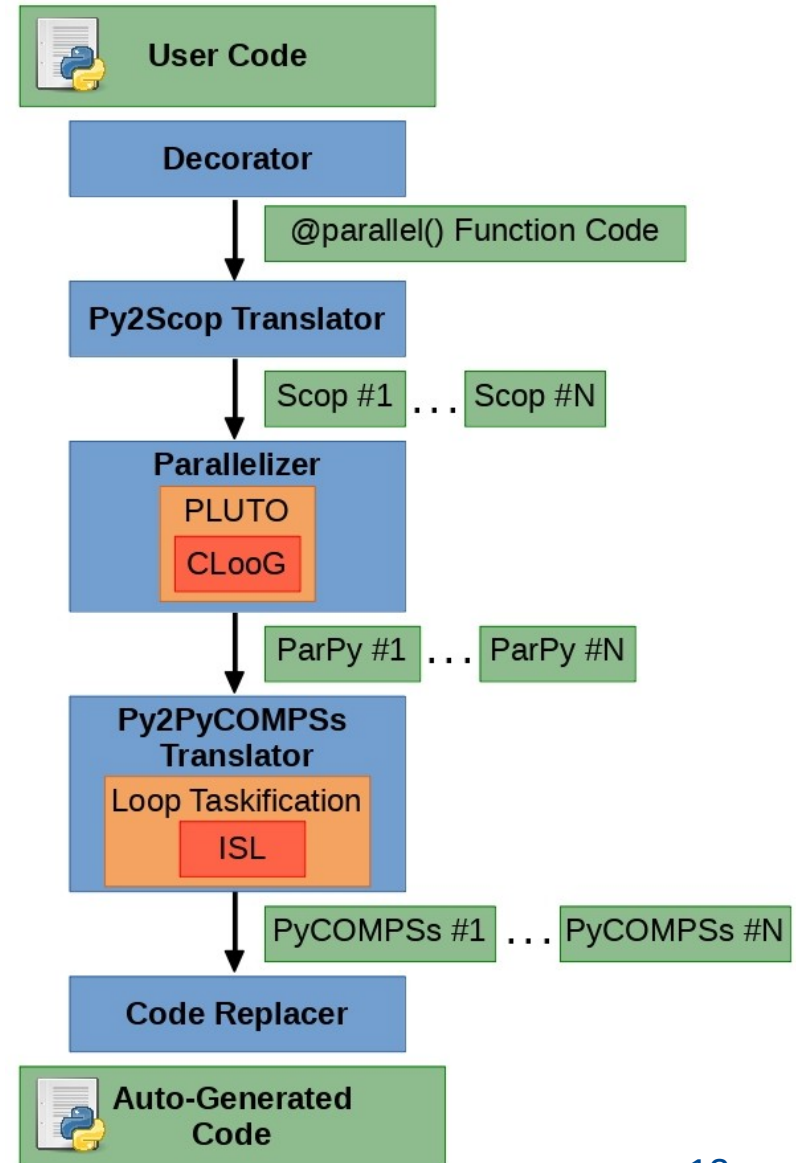 User Code
Decorator
@parallel() Function Code
Py2Scop Translator
Scop #1 ... Scop #N
Parallelizer
PLUTO
CLooG
ParPy #1 ... ParPy #N
Py2PyCOMPSs
Translator
Loop Taskification
ISL
PyCOMPSs #1 ... PyCOMPSs #N
Code Replacer
Auto-Generated
Code